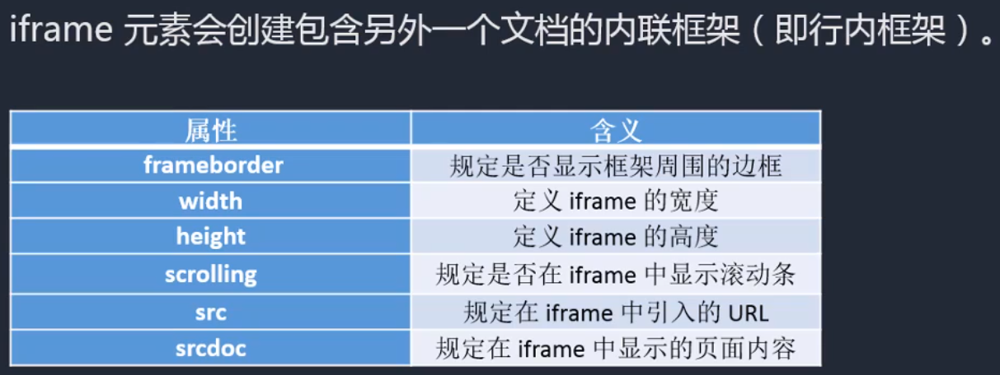 iframe 元素会创建包含另外一个文档的内联框架（即行内框架）。
属性 含义
frameborder 规定是否显示框架周围的边框
width 定义 iframe 的宽度
height 定义 iframe 的高度
scrolling 规定是否在 iframe 中显示滚动条
src 规定在 iframe 中引入的 URL
srcdoc 规定在 iframe 中显示的页面内容